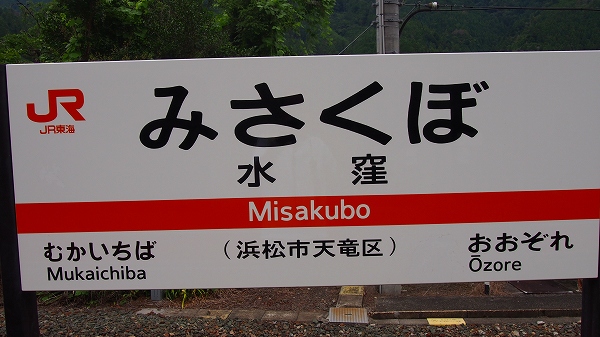 JR
JR東海
みさくぼ
水窪
Misakubo
むかいちば
Mukaichiba
（浜松市天竜区）
おおぞれ
Ōzore